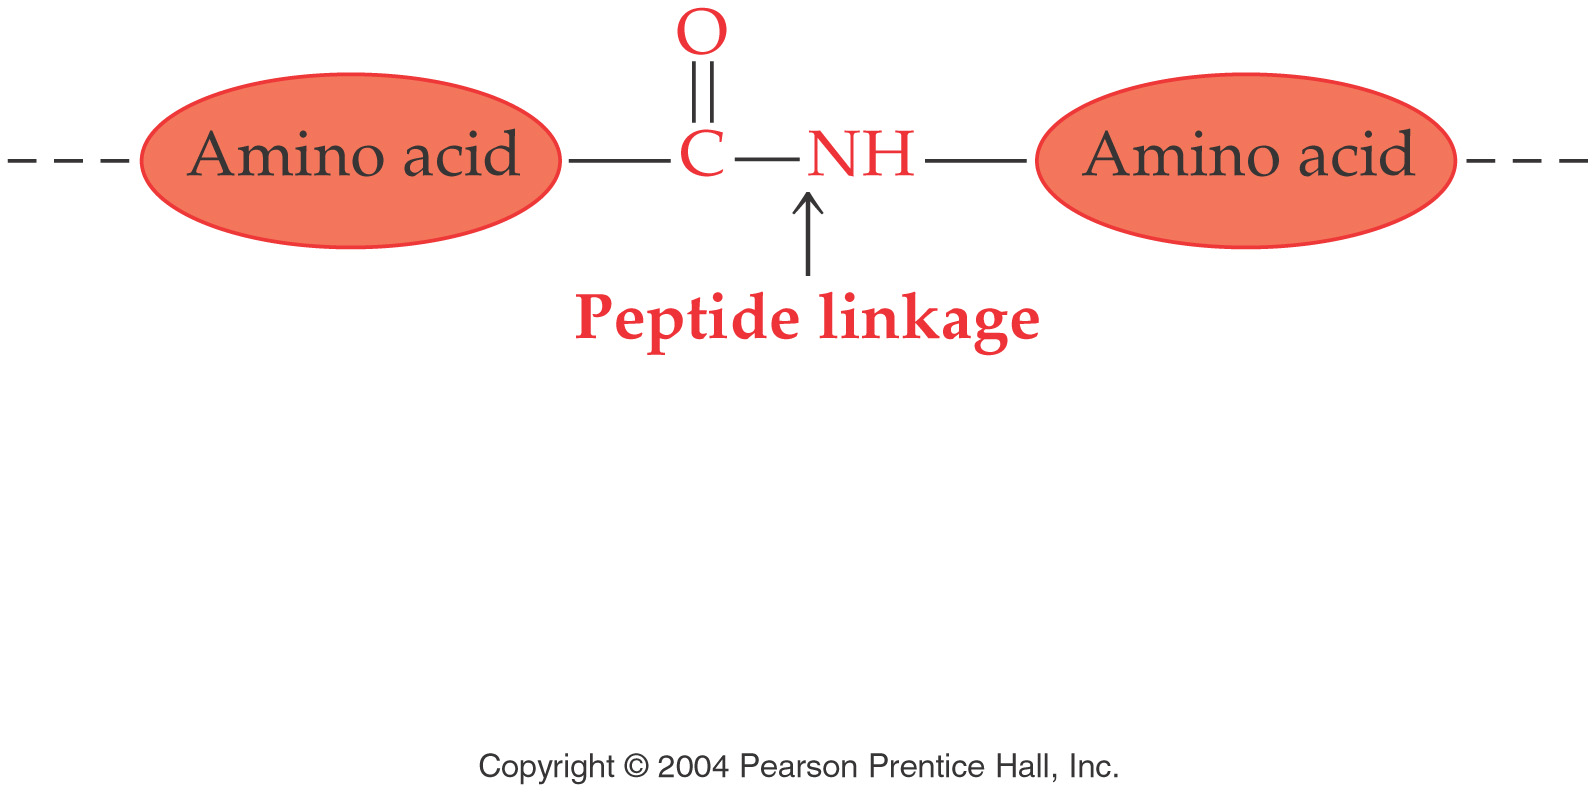 O
Amino acid C NH Amino acid
Peptide linkage
Copyright © 2004 Pearson Prentice Hall, Inc.